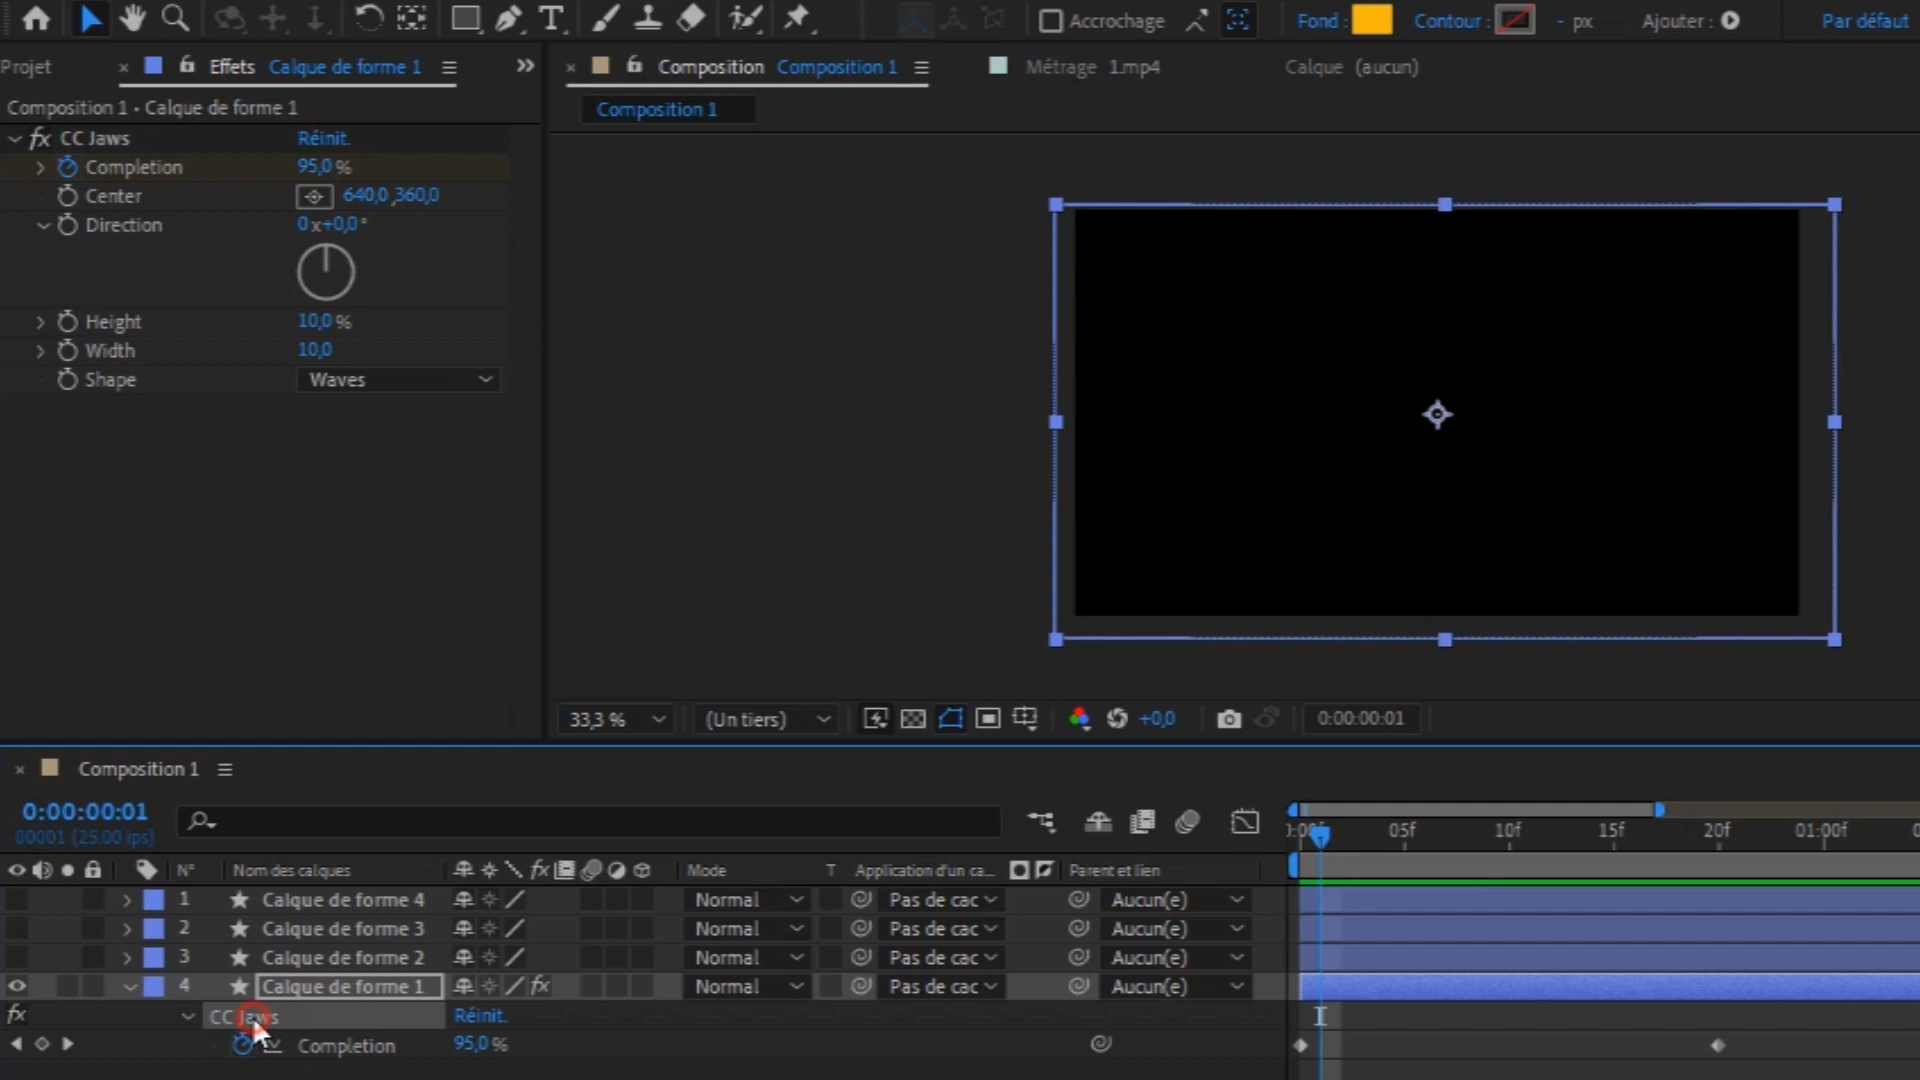 Accrochage Fond : Contour : - px Ajouter : Par défaut
Projet × Effets Calque de forme 1 × Composition Composition 1 Métrage 1.mp4 Calque (aucun)
Composition 1 • Calque de forme 1
Composition 1
fx CC Jaws Réinit.
Completion 95,0 %
Center 640,0 ,360,0
Direction 0 x+0,0 °
Height 10,0 %
Width 10,0
Shape Waves
33,3 % (Un tiers) +0,0 0:00:00:01
× Composition 1
0:00:00:01
00001 (25.00 ips)
05f 10f 15f 20f 01:00f
N° Nom des calques fx Mode T Application d'un ca... Parent et lien
1 Calque de forme 4 Normal Pas de cac Aucun(e)
2 Calque de forme 3 Normal Pas de cac Aucun(e)
3 Calque de forme 2 Normal Pas de cac Aucun(e)
4 Calque de forme 1 fx Normal Pas de cac Aucun(e)
fx CC Jaws Réinit.
Completion 95,0 %